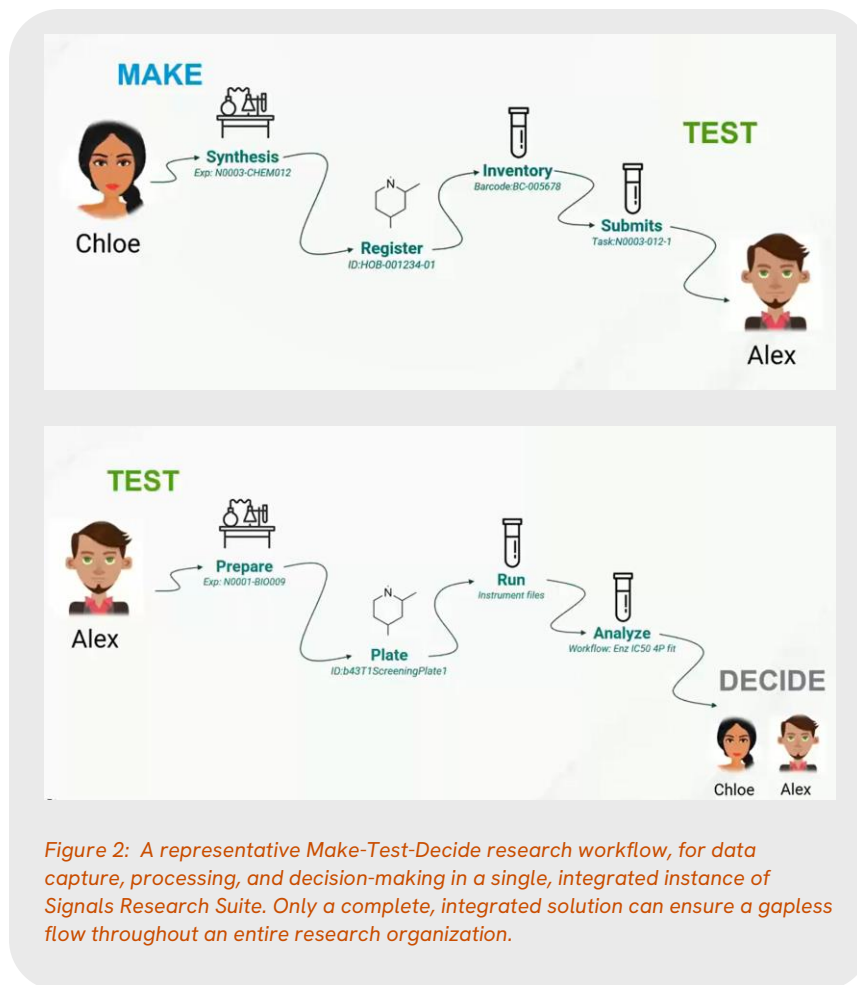 MAKE
TEST
Synthesis
Exp: N0003-CHEM012
Chloe
N
Register
ID:HOB-001234-01
Inventory
Barcode:BC-005678
Submits
Task:N0003-012-1
Alex
TEST
Prepare
Exp: N0001-BIO009
Alex
N
Plate
ID:b43T1ScreeningPlate1
Run
Instrument files
Analyze
Workflow: Enz IC50 4P fit
DECIDE
Chloe Alex
Figure 2: A representative Make-Test-Decide research workflow, for data
capture, processing, and decision-making in a single, integrated instance of
Signals Research Suite. Only a complete, integrated solution can ensure a gapless
flow throughout an entire research organization.